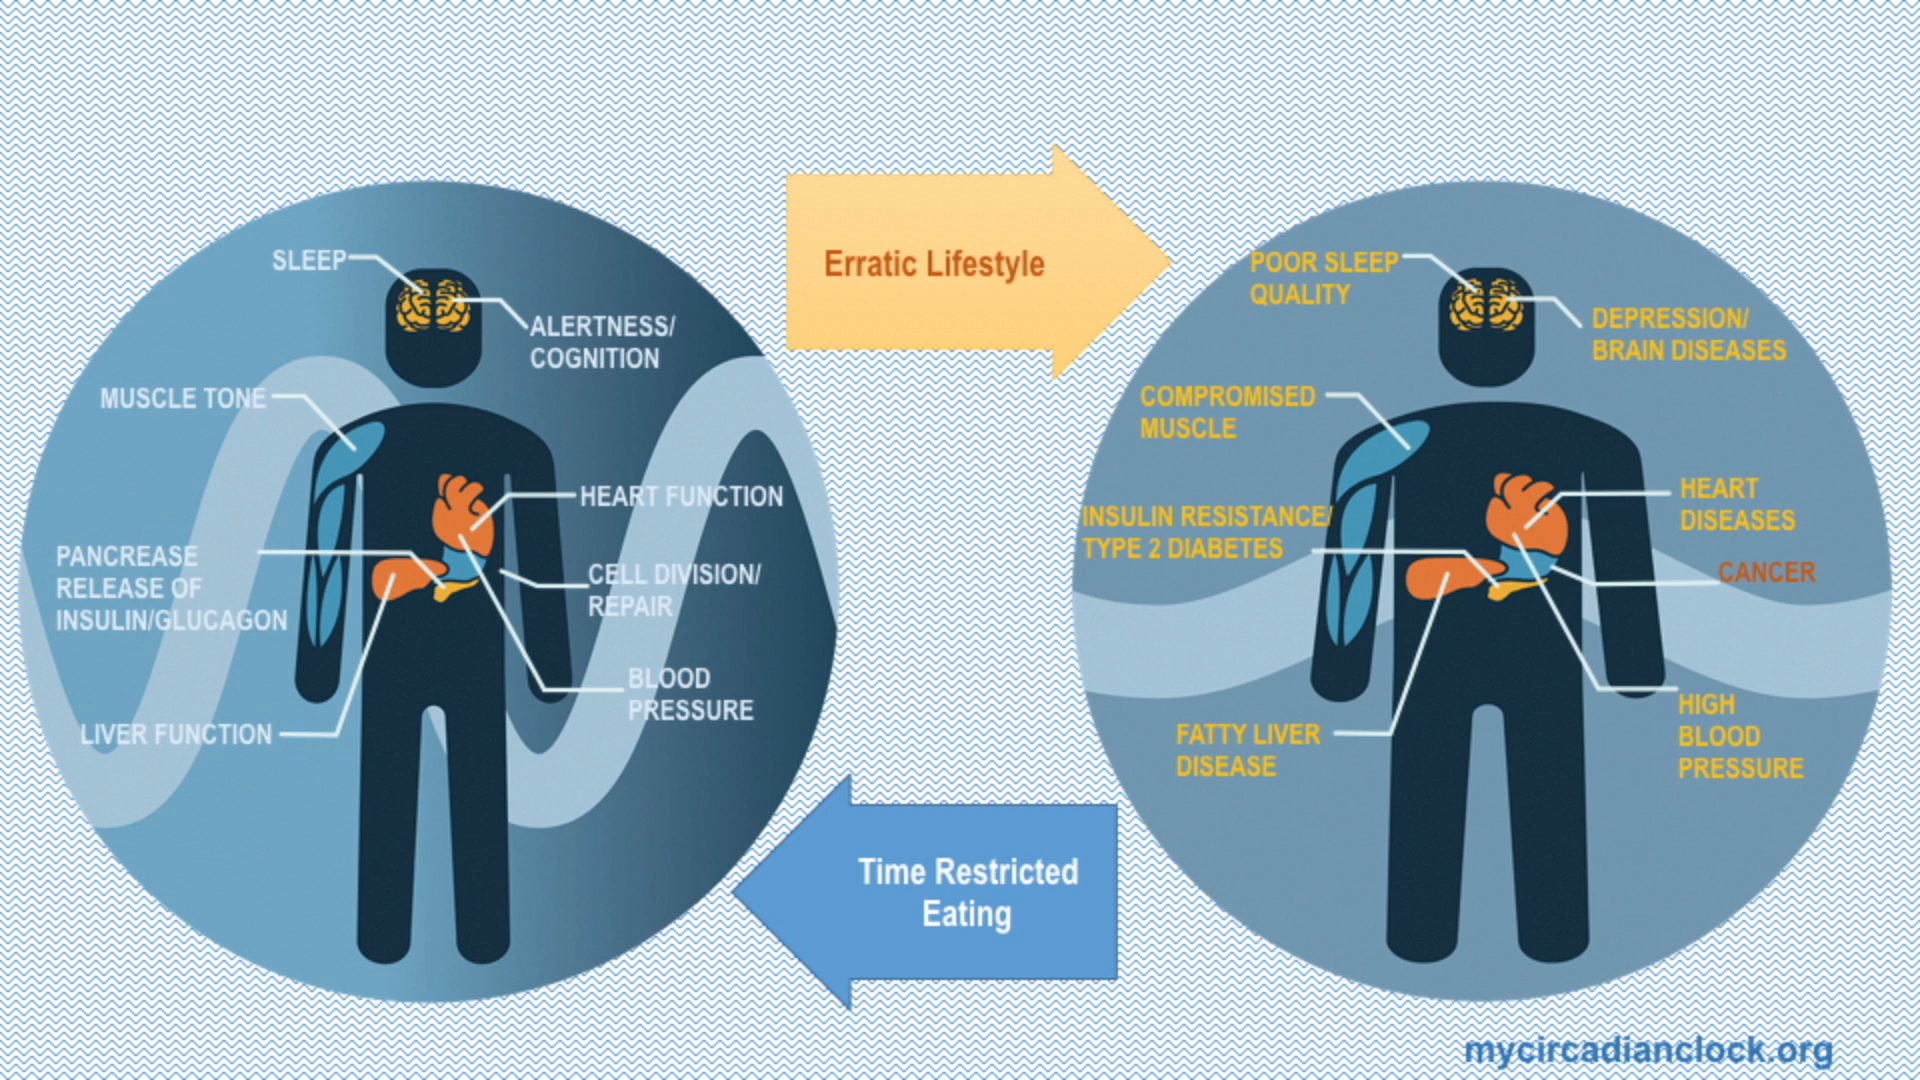 SLEEP
ALERTNESS/
COGNITION
MUSCLE TONE
HEART FUNCTION
PANCREASE
RELEASE OF
INSULIN/GLUCAGON
CELL DIVISION/
REPAIR
BLOOD
PRESSURE
LIVER FUNCTION
Erratic Lifestyle
Time Restricted
Eating
POOR SLEEP
QUALITY
DEPRESSION/
BRAIN DISEASES
COMPROMISED
MUSCLE
HEART
DISEASES
INSULIN RESISTANCE/
TYPE 2 DIABETES
CANCER
FATTY LIVER
DISEASE
HIGH
BLOOD
PRESSURE
mycircadianclock.org